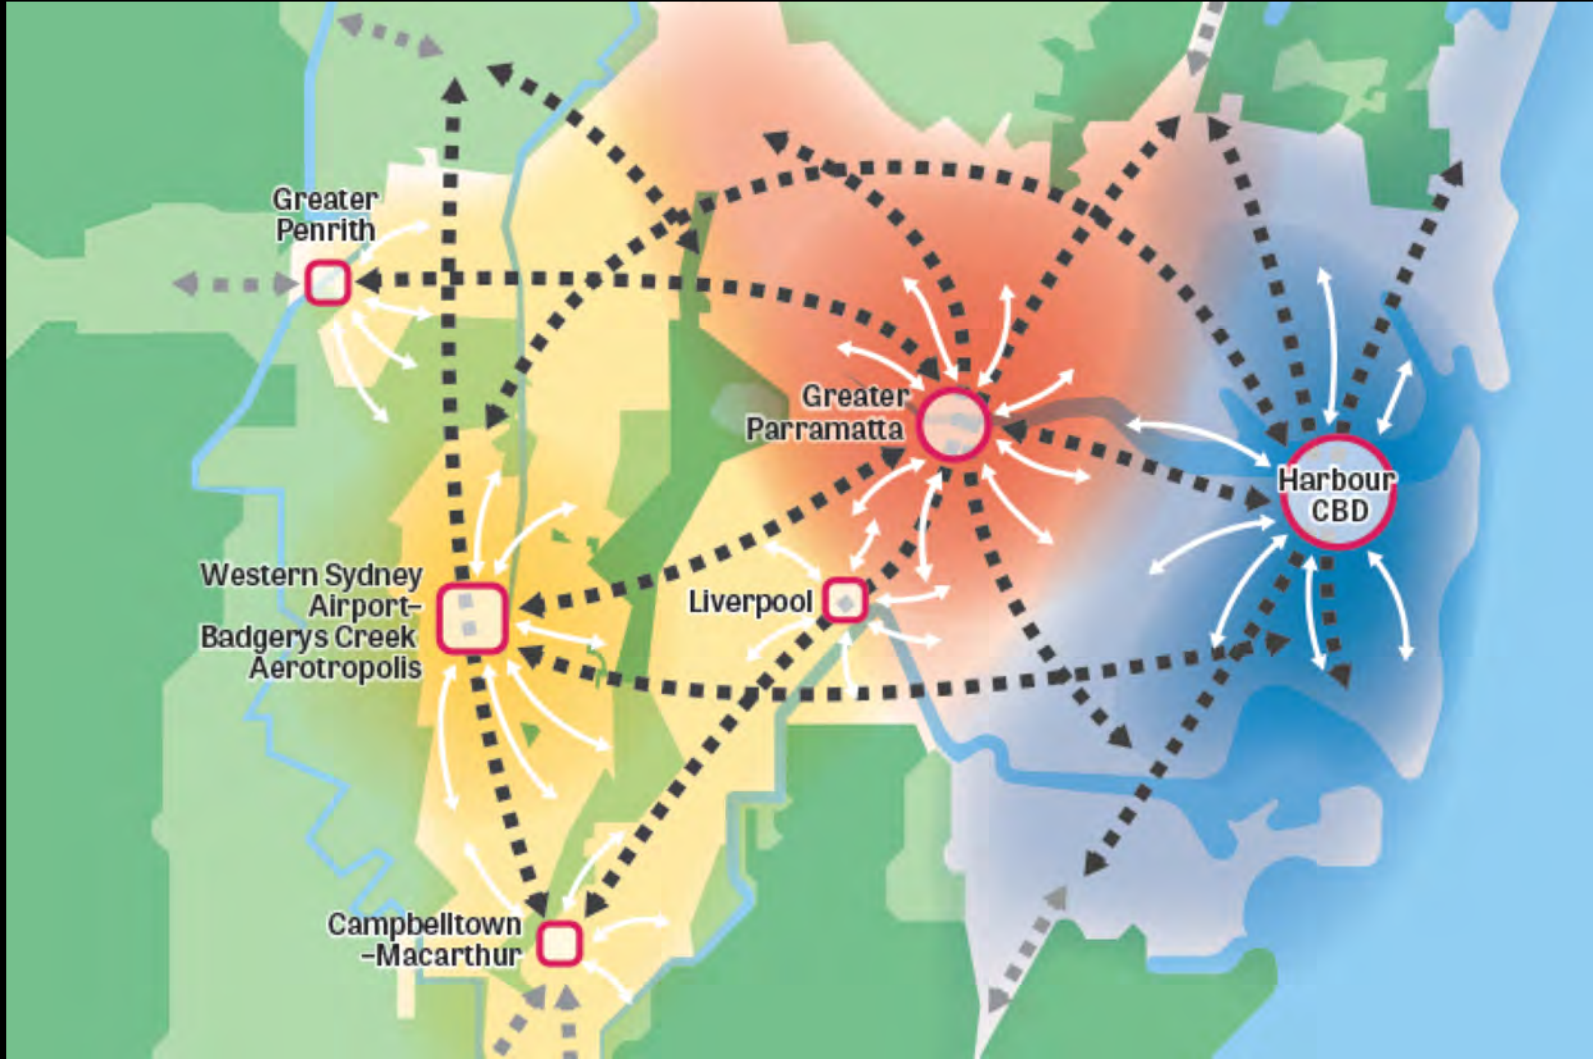 Greater
Penrith
Greater
Parramatta
Harbour
CBD
Western Sydney
Airport–
Badgerys Creek
Aerotropolis
Liverpool
Campbelltown
–Macarthur